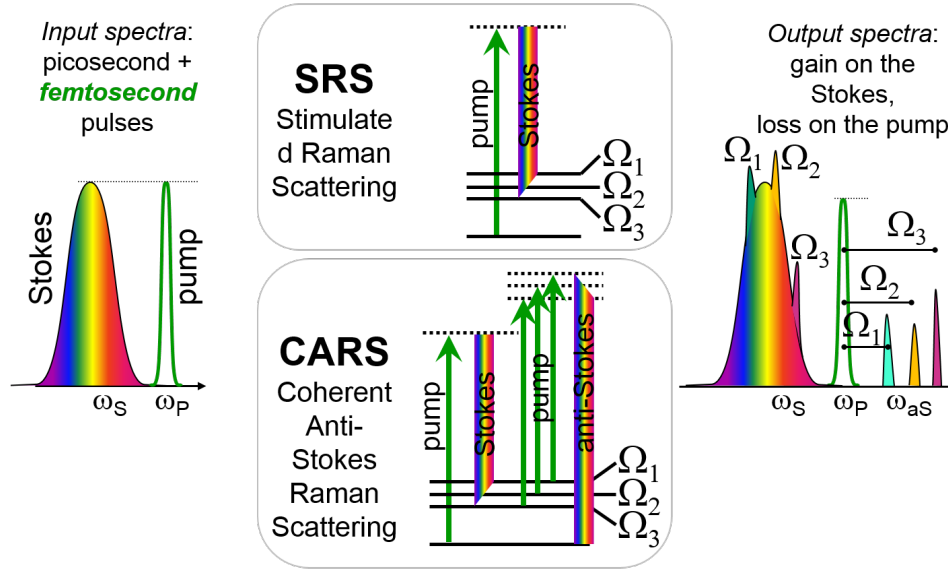 Input spectra:
picosecond +
femtosecond
pulses
Stokes
pump
ωS
ωP
SRS
Stimulate
d Raman
Scattering
pump
Stokes
Ω1
Ω2
Ω3
CARS
Coherent
Anti-
Stokes
Raman
Scattering
pump
Stokes
pump
anti-Stokes
Ω1
Ω2
Ω3
Output spectra:
gain on the
Stokes,
loss on the pump
Ω1
Ω2
Ω3
Ω3
Ω2
Ω1
ωS
ωP
ωaS